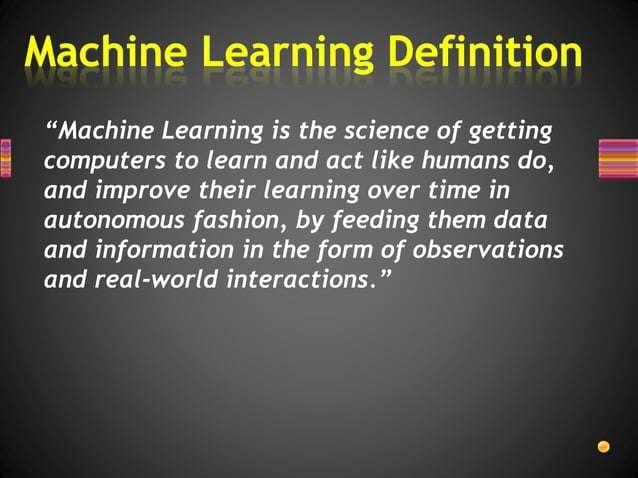 Machine Learning Definition
“Machine Learning is the science of getting
computers to learn and act like humans do,
and improve their learning over time in
autonomous fashion, by feeding them data
and information in the form of observations
and real-world interactions.”